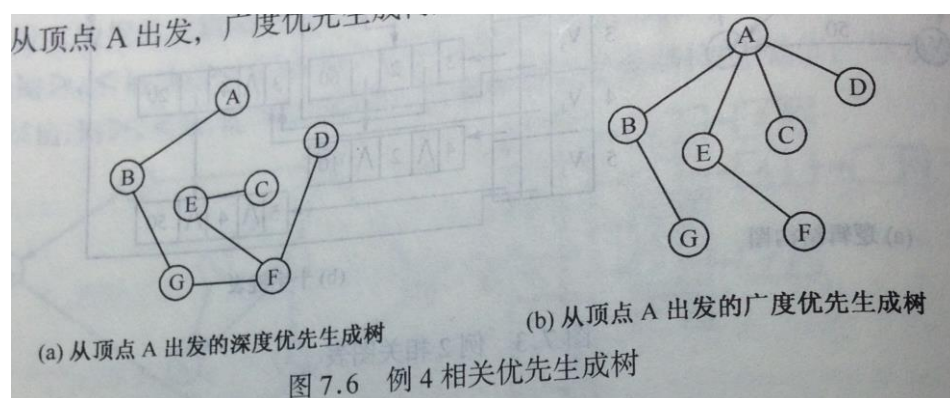 从顶点 A 出发，广度优先生成树
A
B
D
E
C
G
F
A
B
E
C
D
G
F
(a) 从顶点 A 出发的深度优先生成树
(b) 从顶点 A 出发的广度优先生成树
图 7.6 例 4 相关优先生成树